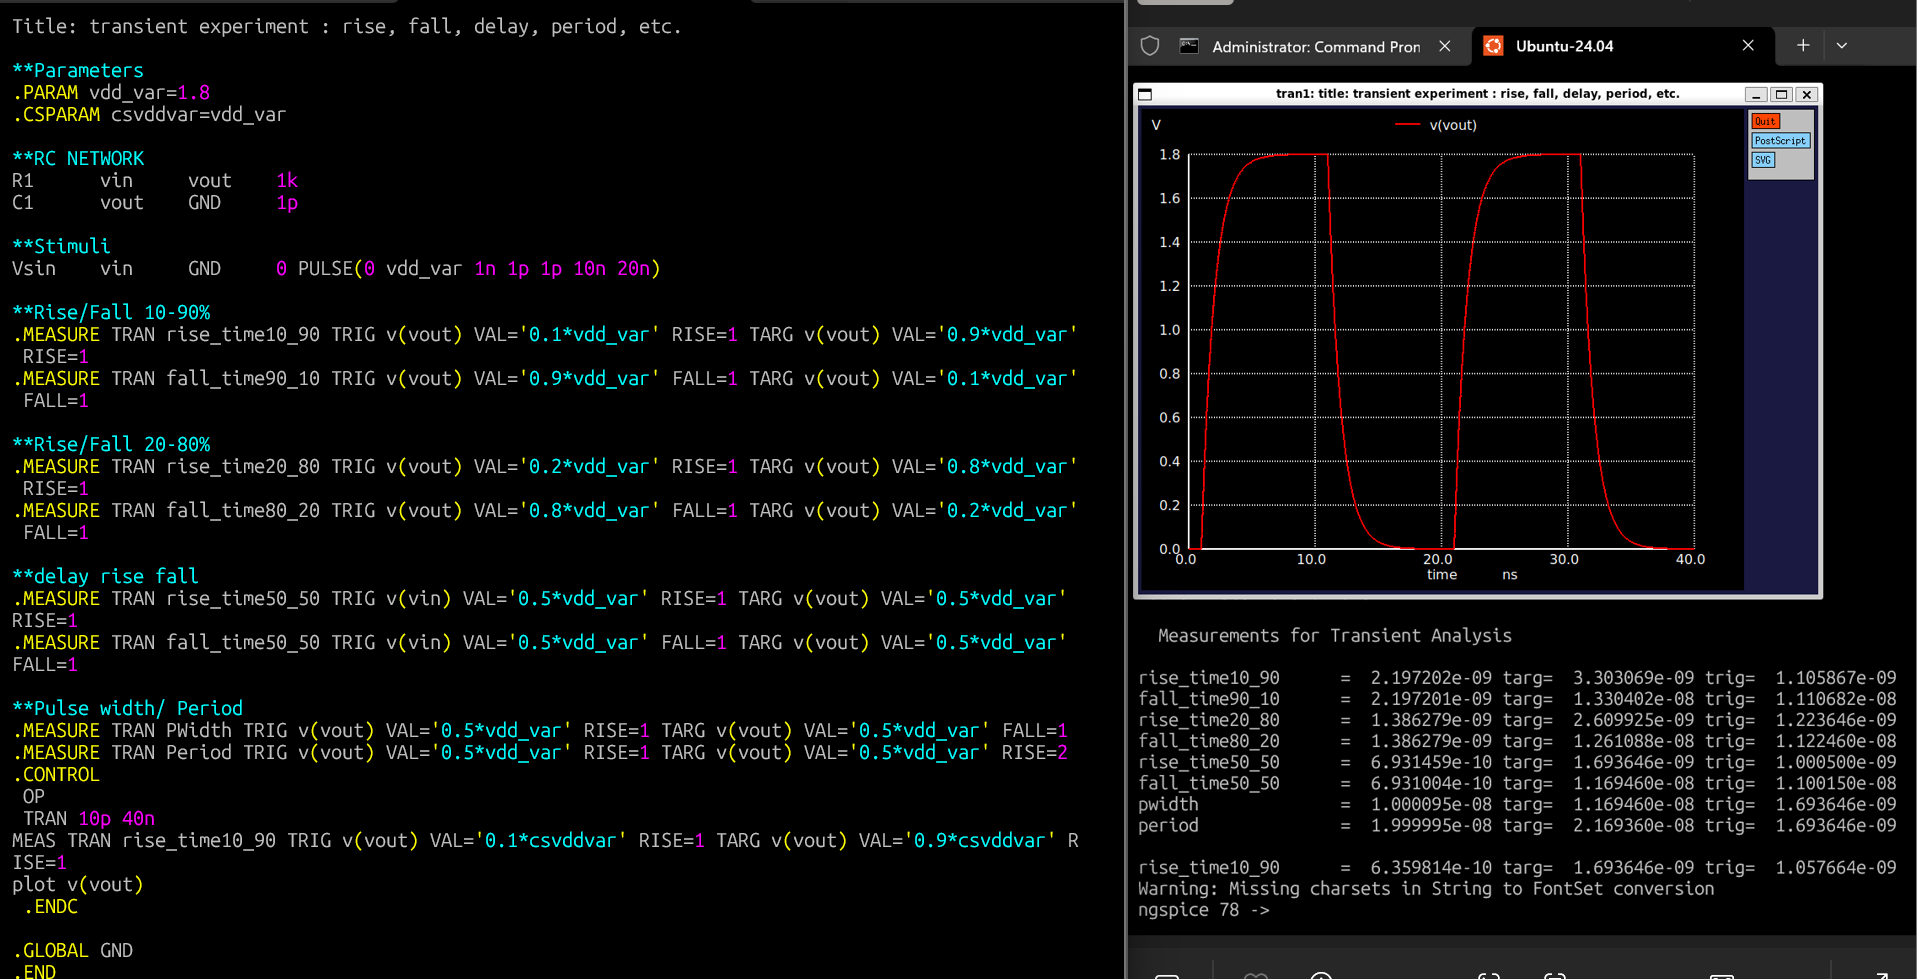 Title: transient experiment : rise, fall, delay, period, etc.
**Parameters
.PARAM vdd_var=1.8
.CSPARAM csvddvar=vdd_var
**RC NETWORK
R1 vin vout 1k
C1 vout GND 1p
**Stimuli
Vsin vin GND 0 PULSE(0 vdd_var 1n 1p 1p 10n 20n)
**Rise/Fall 10-90%
.MEASURE TRAN rise_time10_90 TRIG v(vout) VAL='0.1*vdd_var' RISE=1 TARG v(vout) VAL='0.9*vdd_var'
RISE=1
.MEASURE TRAN fall_time90_10 TRIG v(vout) VAL='0.9*vdd_var' FALL=1 TARG v(vout) VAL='0.1*vdd_var'
FALL=1
**Rise/Fall 20-80%
.MEASURE TRAN rise_time20_80 TRIG v(vout) VAL='0.2*vdd_var' RISE=1 TARG v(vout) VAL='0.8*vdd_var'
RISE=1
.MEASURE TRAN fall_time80_20 TRIG v(vout) VAL='0.8*vdd_var' FALL=1 TARG v(vout) VAL='0.2*vdd_var'
FALL=1
**delay rise fall
.MEASURE TRAN rise_time50_50 TRIG v(vin) VAL='0.5*vdd_var' RISE=1 TARG v(vout) VAL='0.5*vdd_var'
RISE=1
.MEASURE TRAN fall_time50_50 TRIG v(vin) VAL='0.5*vdd_var' FALL=1 TARG v(vout) VAL='0.5*vdd_var'
FALL=1
**Pulse width/ Period
.MEASURE TRAN PWidth TRIG v(vout) VAL='0.5*vdd_var' RISE=1 TARG v(vout) VAL='0.5*vdd_var' FALL=1
.MEASURE TRAN Period TRIG v(vout) VAL='0.5*vdd_var' RISE=1 TARG v(vout) VAL='0.5*vdd_var' RISE=2
.CONTROL
OP
TRAN 10p 40n
MEAS TRAN rise_time10_90 TRIG v(vout) VAL='0.1*csvddvar' RISE=1 TARG v(vout) VAL='0.9*csvddvar' R
ISE=1
plot v(vout)
.ENDC
.GLOBAL GND
.END
Administrator: Command Pron
Ubuntu-24.04
tran1: title: transient experiment : rise, fall, delay, period, etc.
V
v(vout)
Quit
PostScript
SVG
1.8
1.6
1.4
1.2
1.0
0.8
0.6
0.4
0.2
0.0
0.0 10.0 20.0 30.0 40.0
time ns
Measurements for Transient Analysis
rise_time10_90 = 2.197202e-09 targ= 3.303069e-09 trig= 1.105867e-09
fall_time90_10 = 2.197201e-09 targ= 1.330402e-08 trig= 1.110682e-08
rise_time20_80 = 1.386279e-09 targ= 2.609925e-09 trig= 1.223646e-09
fall_time80_20 = 1.386279e-09 targ= 1.261088e-08 trig= 1.122460e-08
rise_time50_50 = 6.931459e-10 targ= 1.693646e-09 trig= 1.000500e-09
fall_time50_50 = 6.931004e-10 targ= 1.169460e-08 trig= 1.100150e-08
pwidth = 1.000095e-08 targ= 1.169460e-08 trig= 1.693646e-09
period = 1.999995e-08 targ= 2.169360e-08 trig= 1.693646e-09
rise_time10_90 = 6.359814e-10 targ= 1.693646e-09 trig= 1.057664e-09
Warning: Missing charsets in String to FontSet conversion
ngspice 78 ->